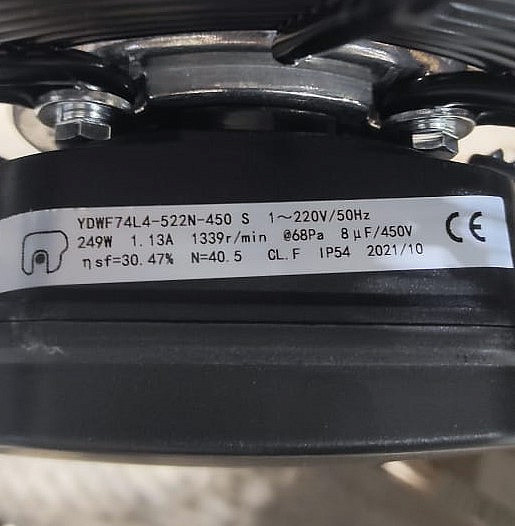 YDWF74L4-522N-450 S 1～220V/50Hz
249W 1.13A 1339r/min @68Pa 8μF/450V
ηsf=30.47% N=40.5 CL.F IP54 2021/10
CE